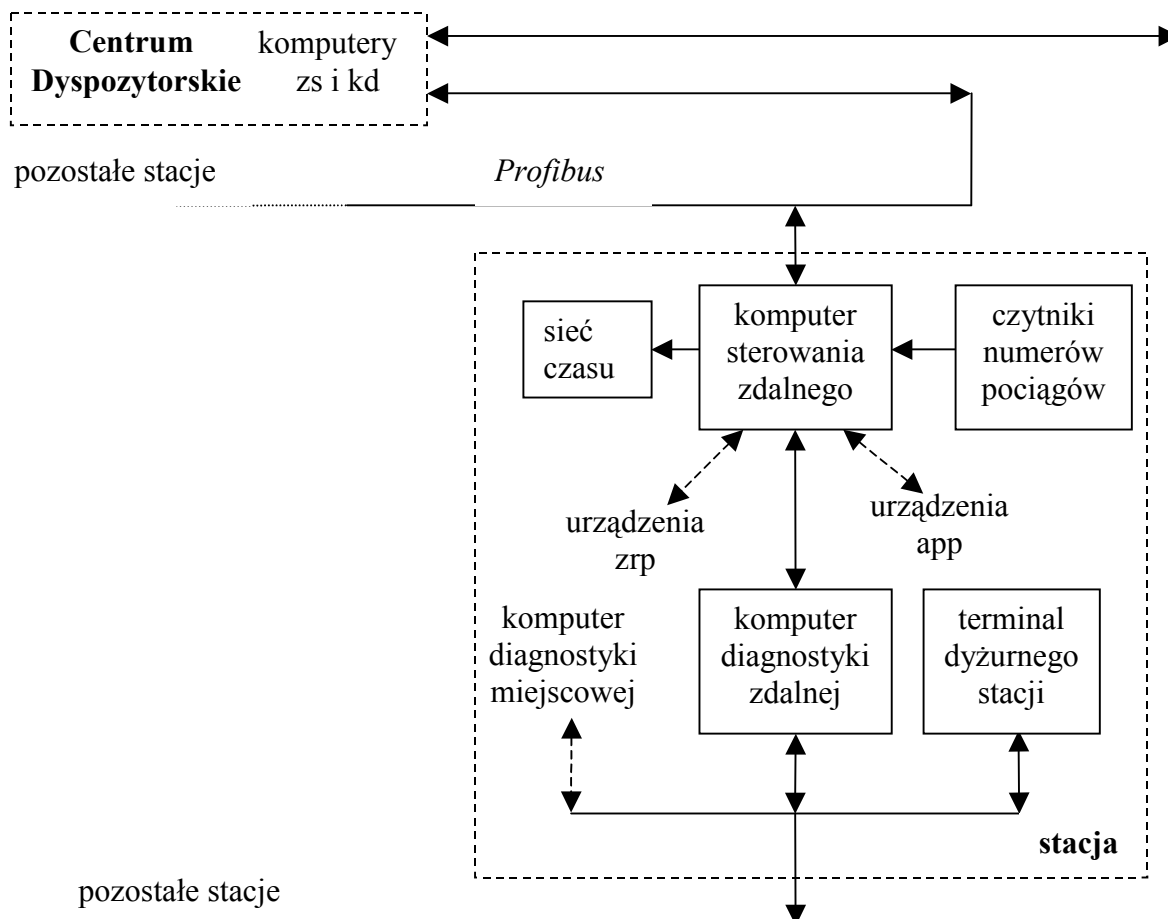 Centrum komputery
Dyspozytorskie zs i kd
pozostałe stacje
Profibus
sieć
czasu
komputer
sterowania
zdalnego
czytniki
numerów
pociągów
urządzenia
zrp
urządzenia
app
komputer
diagnostyki
miejscowej
komputer
diagnostyki
zdalnej
terminal
dyżurnego
stacji
stacja
pozostałe stacje